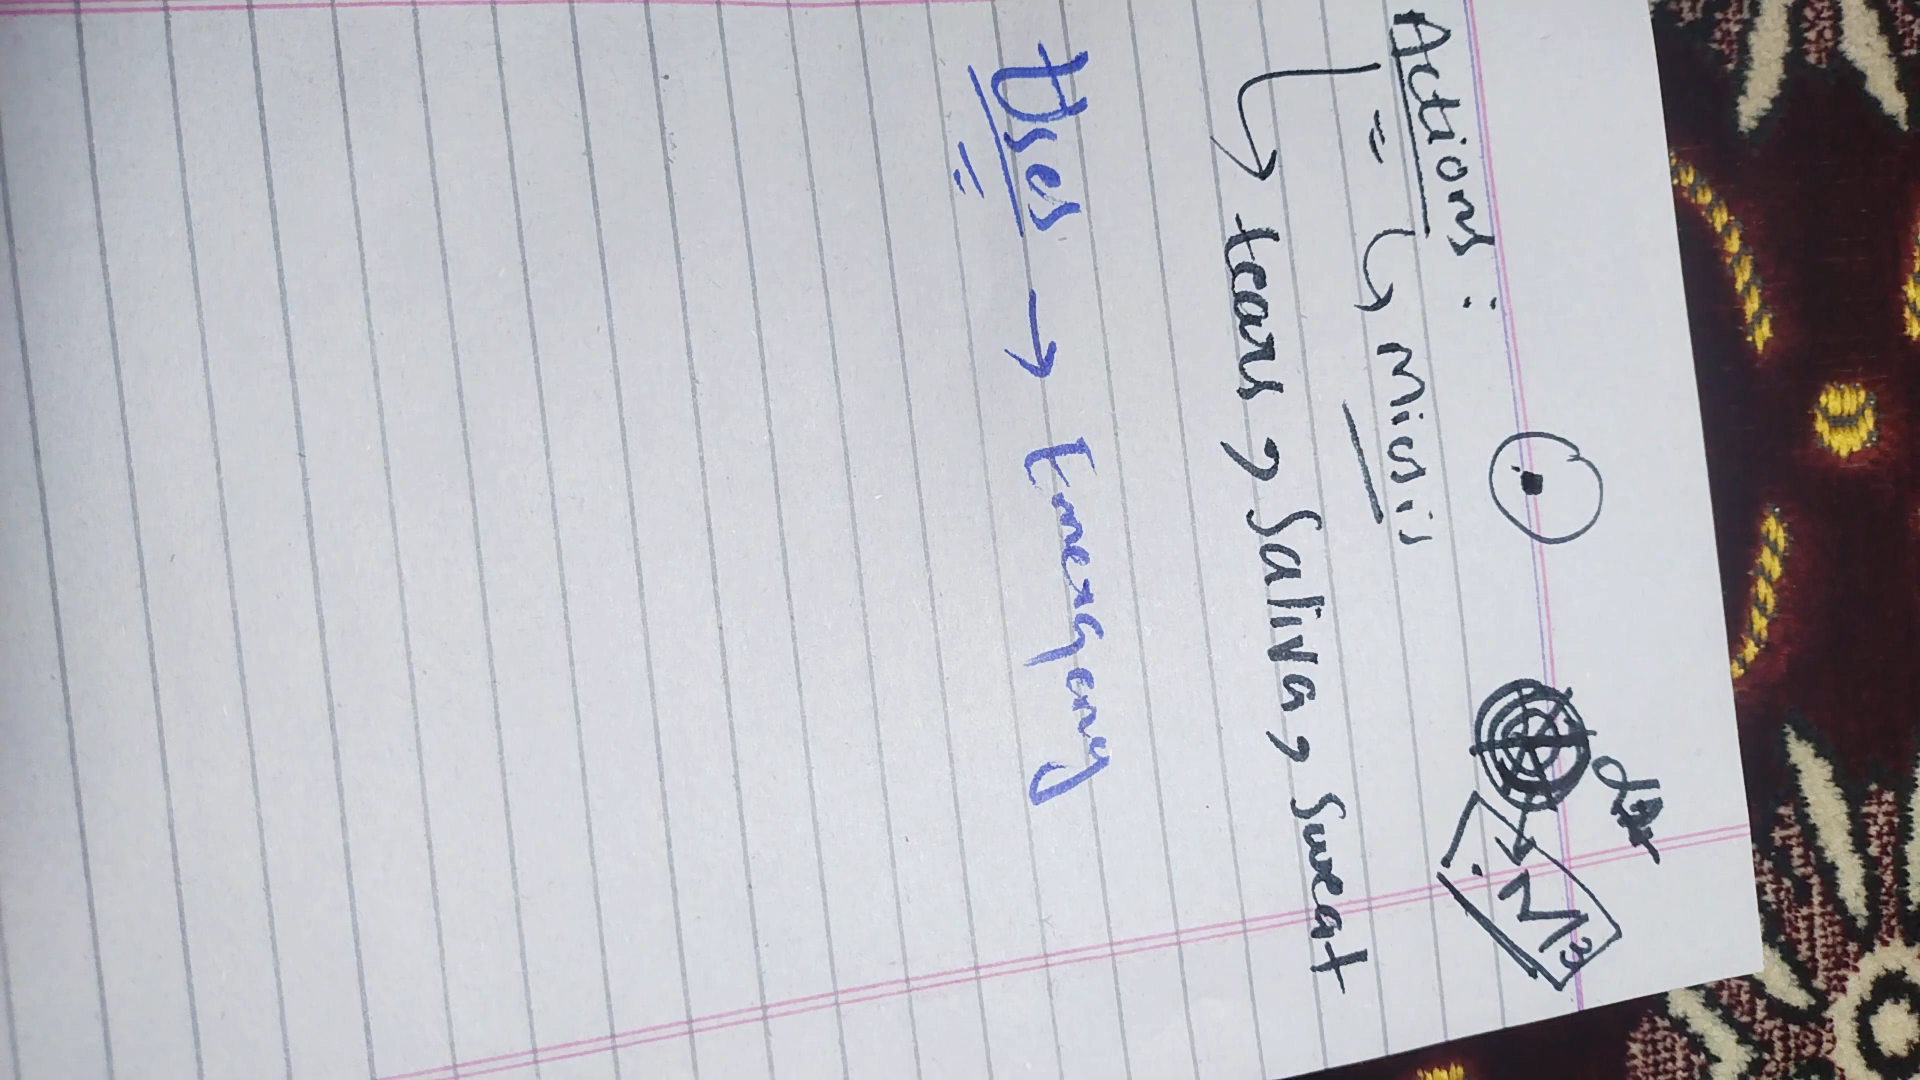 Actions :
Miosis
M3
tears, Saliva, Sweat
Uses → Emergency